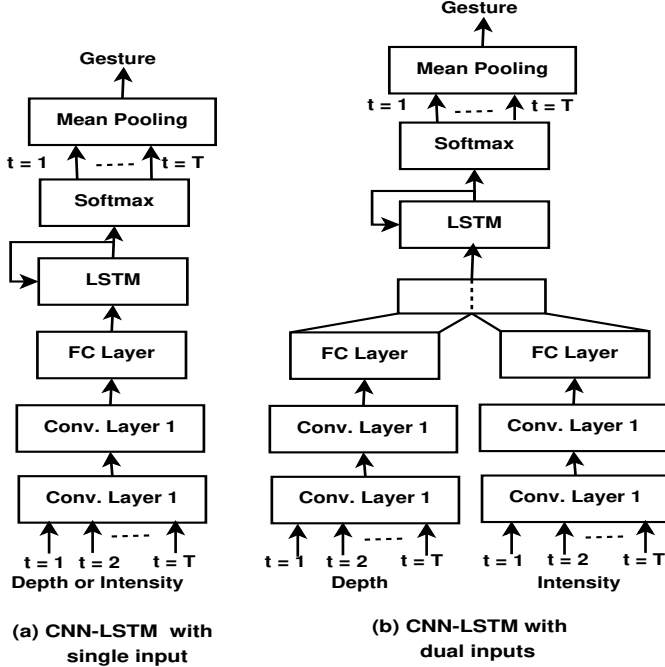 Gesture
Mean Pooling
t = 1
t = T
Softmax
LSTM
FC Layer
Conv. Layer 1
Conv. Layer 1
t = 1
t = 2
t = T
Depth or Intensity
(a) CNN-LSTM with
single input
Gesture
Mean Pooling
t = 1
t = T
Softmax
LSTM
FC Layer
FC Layer
Conv. Layer 1
Conv. Layer 1
Conv. Layer 1
Conv. Layer 1
t = 1
t = 2
t = T
t = 1
t = 2
t = T
Depth
Intensity
(b) CNN-LSTM with
dual inputs